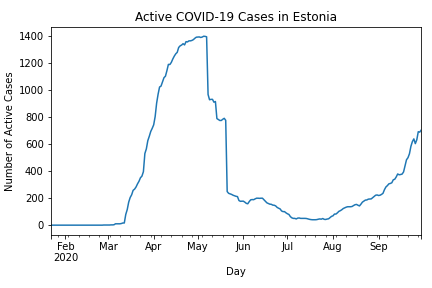 Active COVID-19 Cases in Estonia
Number of Active Cases
1400
1200
1000
800
600
400
200
0
Feb
2020
Mar
Apr
May
Jun
Jul
Aug
Sep
Day